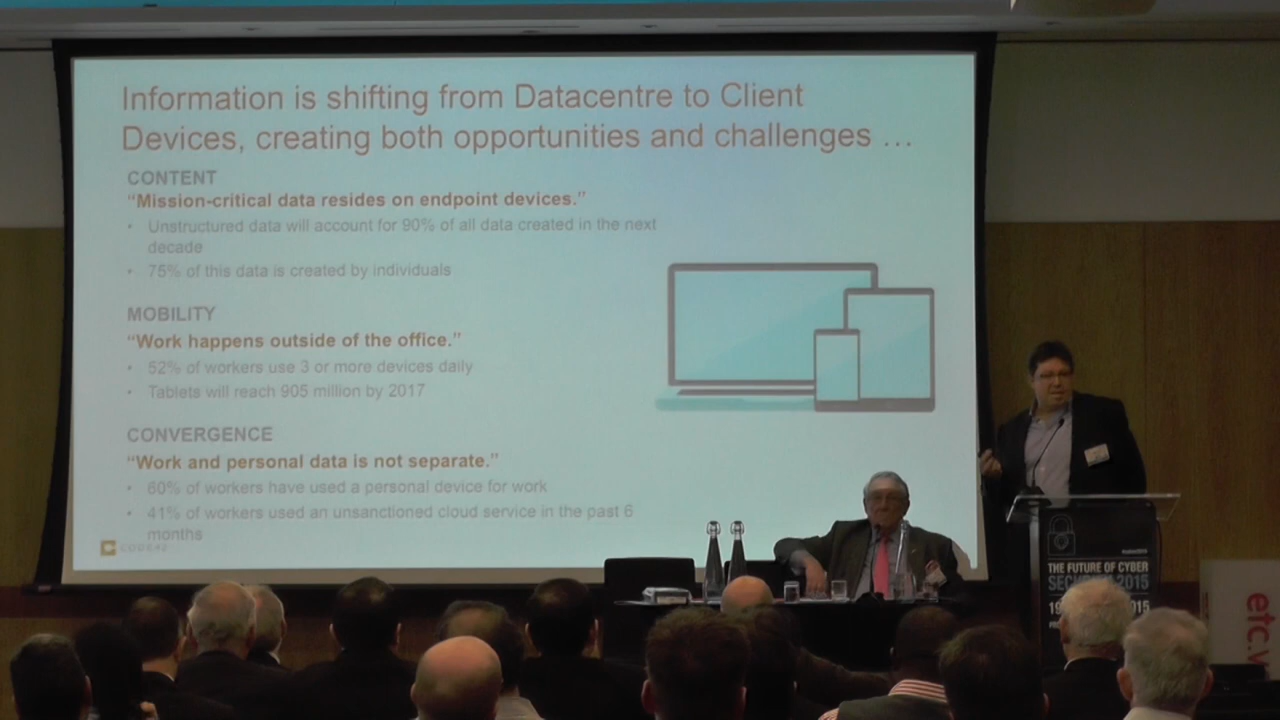 Information is shifting from Datacentre to Client
Devices, creating both opportunities and challenges …
CONTENT
“Mission-critical data resides on endpoint devices.”
• Unstructured data will account for 90% of all data created in the next
decade
• 75% of this data is created by individuals
MOBILITY
“Work happens outside of the office.”
• 52% of workers use 3 or more devices daily
• Tablets will reach 905 million by 2017
CONVERGENCE
“Work and personal data is not separate.”
• 60% of workers have used a personal device for work
• 41% of workers used an unsanctioned cloud service in the past 6
months
CODE42
THE FUTURE OF CYBER
SECURITY 2015
etc.v